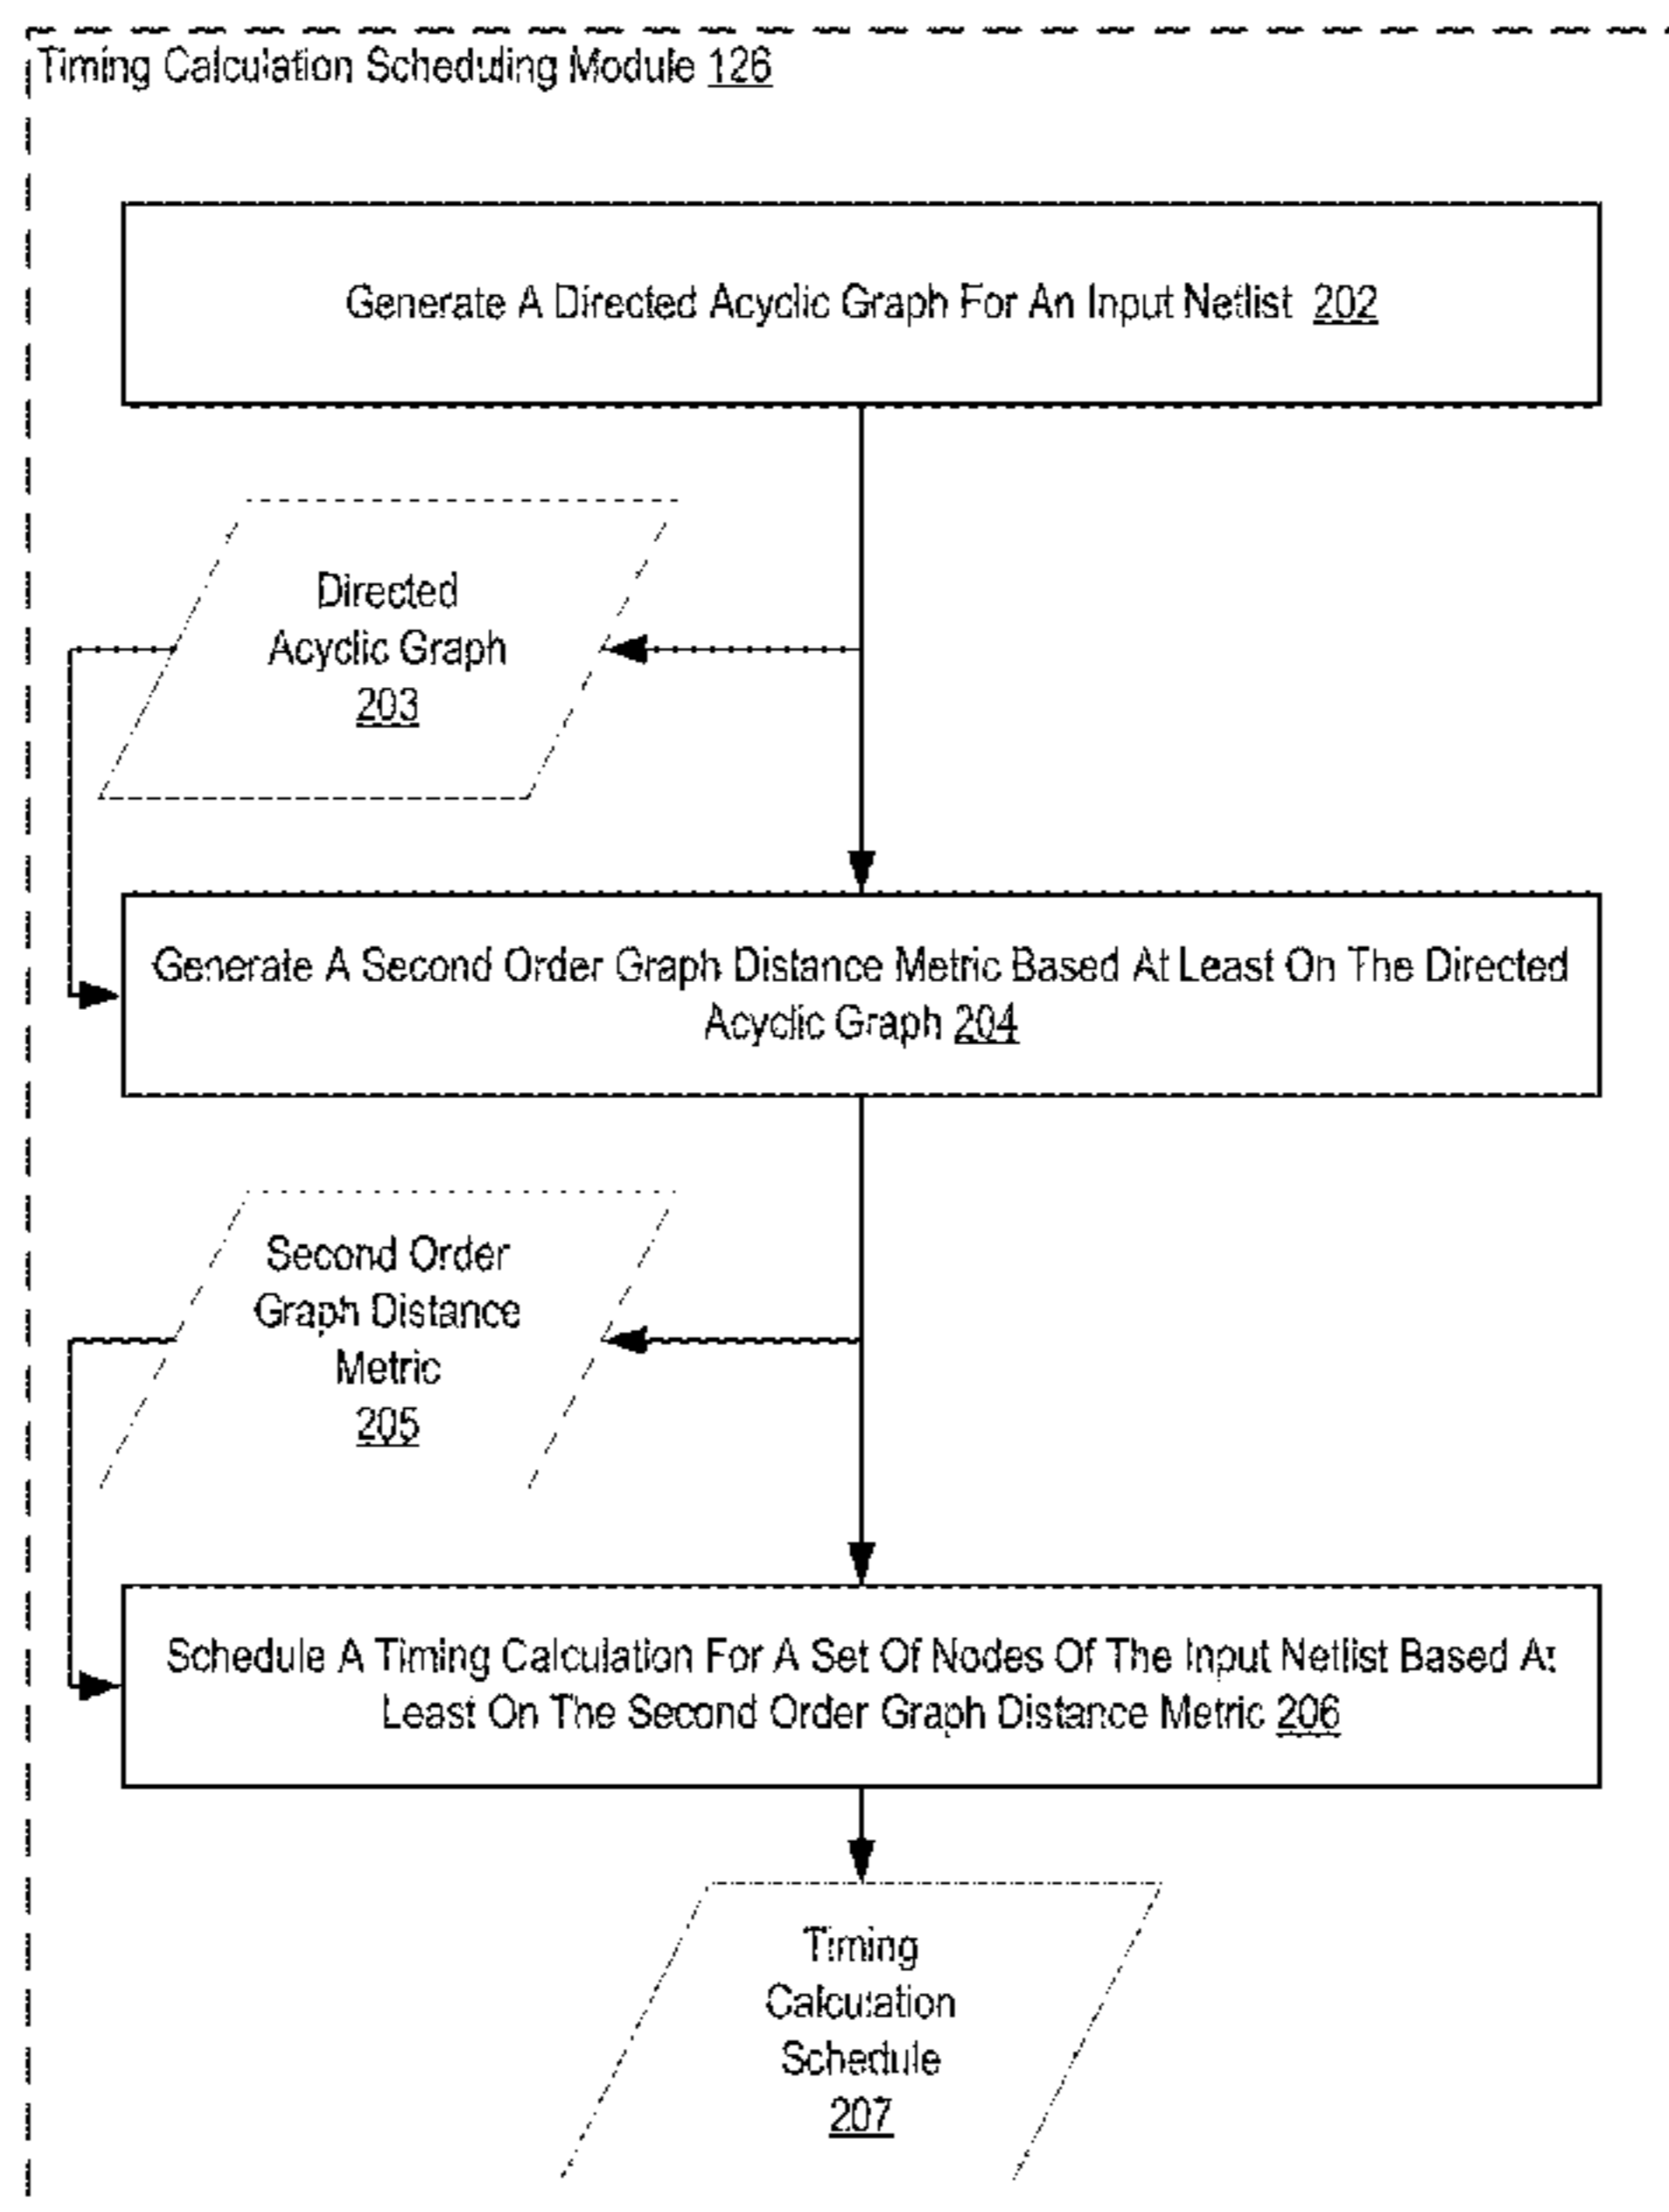 Timing Calculation Scheduling Module 126
Generate A Directed Acyclic Graph For An Input Netlist 202
Directed
Acyclic Graph
203
Generate A Second Order Graph Distance Metric Based At Least On The Directed
Acyclic Graph 204
Second Order
Graph Distance
Metric
205
Schedule A Timing Calculation For A Set Of Nodes Of The Input Netlist Based At
Least On The Second Order Graph Distance Metric 206
Timing
Calculation
Schedule
207